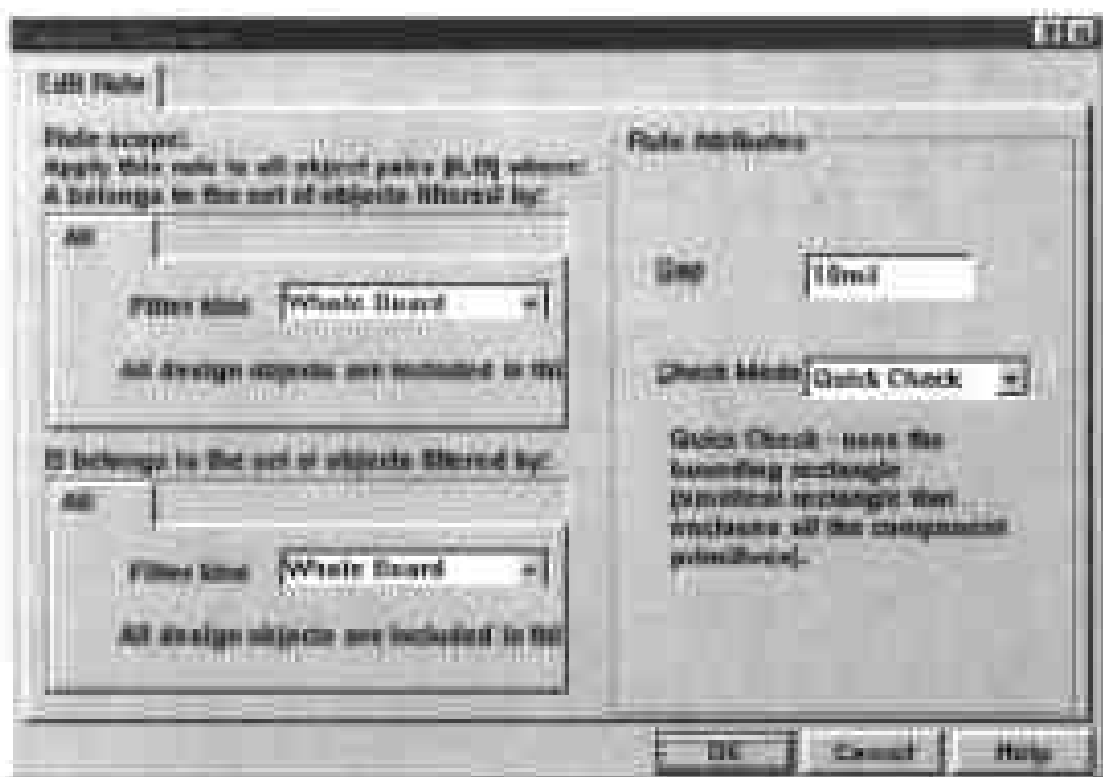 Edit Rule
Rule scope:
Apply this rule to all object pairs [A,B] where:
A belongs to the set of objects filtered by:
All
Filter kind Whole Board
All design objects are included in thi
B belongs to the set of objects filtered by:
All
Filter kind Whole Board
All design objects are included in thi
Rule Attributes
Gap 10mil
Check Mode Quick Check
Quick Check - uses the
bounding rectangle
rectangle that
encloses all the component
primitives).
OK Cancel Help